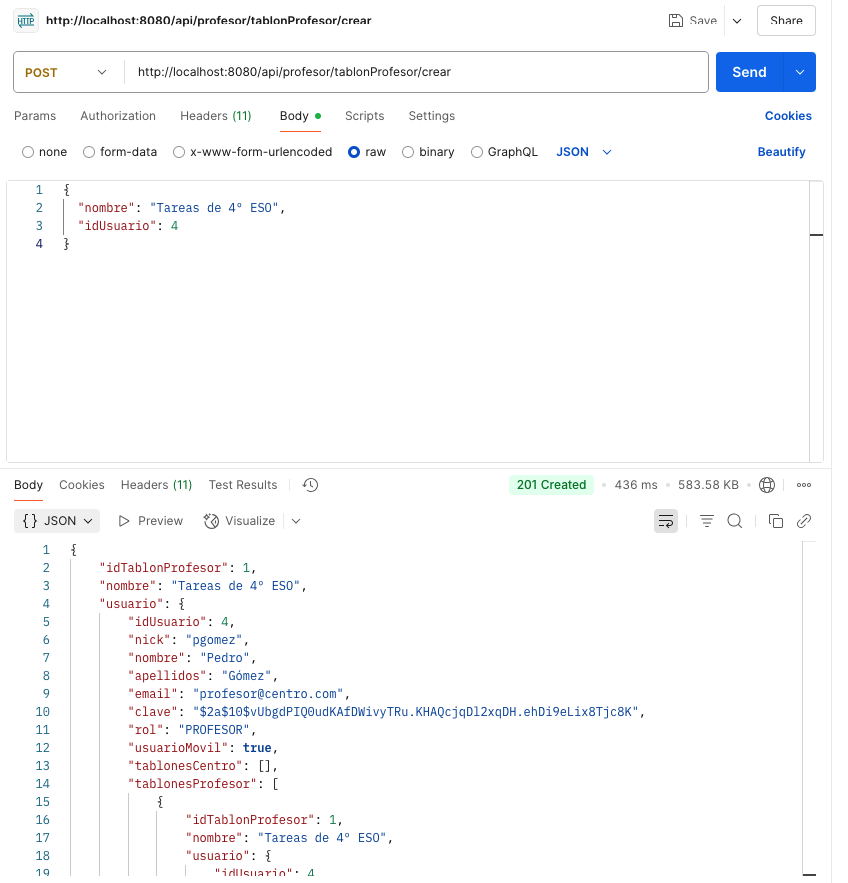 HTTP http://localhost:8080/api/profesor/tablonProfesor/crear Save Share
POST http://localhost:8080/api/profesor/tablonProfesor/crear Send
Params Authorization Headers (11) Body Scripts Settings Cookies
none form-data x-www-form-urlencoded raw binary GraphQL JSON Beautify
1 {
2 "nombre": "Tareas de 4º ESO",
3 "idUsuario": 4
4 }
Body Cookies Headers (11) Test Results 201 Created • 436 ms • 583.58 KB •
{} JSON Preview Visualize
1 {
2 "idTablonProfesor": 1,
3 "nombre": "Tareas de 4º ESO",
4 "usuario": {
5 "idUsuario": 4,
6 "nick": "pgomez",
7 "nombre": "Pedro",
8 "apellidos": "Gómez",
9 "email": "profesor@centro.com",
10 "clave": "$2a$10$vUbgdPIQ0udKAfDWivyTRu.KHAQcjqDl2xqDH.ehDi9eLix8Tjc8K",
11 "rol": "PROFESOR",
12 "usuarioMovil": true,
13 "tablonesCentro": [],
14 "tablonesProfesor": [
15 {
16 "idTablonProfesor": 1,
17 "nombre": "Tareas de 4º ESO",
18 "usuario": {
19 "idUsuario": 4